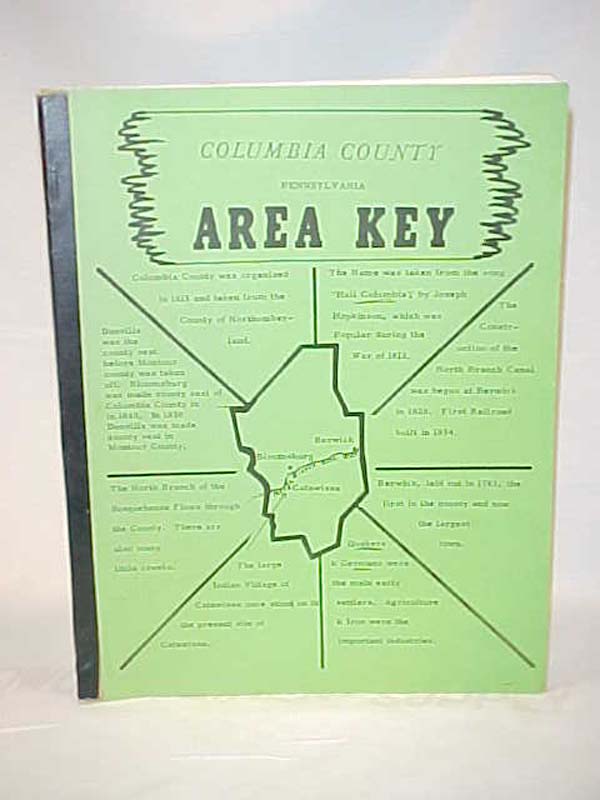 COLUMBIA COUNTY
PENNSYLVANIA
AREA KEY
Columbia County was organized
in 1813 and taken from the
County of Northumber-
land.
The Name was taken from the song
"Hail Columbia", by Joseph
Hopkinson, which was
Popular during the
War of 1812.
The
Constr-
uction of the
North Branch Canal
was begun at Berwick
in 1828. First Railroad
built in 1854.
Danville
was the
county seat
before Montour
county was taken
off. Bloomsburg
was made county seat of
Columbia County in
in
Danville was made
county seat in
Montour County.
Berwick
Bloomsburg
Catawissa
The North Branch of the
Susquehanna Flows through
the County. There are
also many
little creeks.
Berwick, laid out in 1783, the
first in the county and now
the largest
town.
The large
Indian Village of
Catawissa once stood on in
the present site of
Catawissa.
Quakers
& Germans were
the main early
settlers. Agriculture
& Iron were the
important industries.